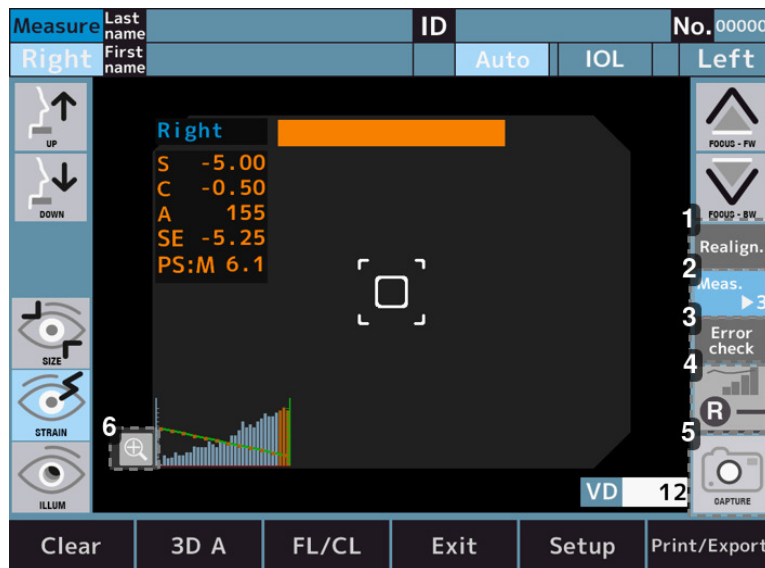 Measure Last name ID No. 00000
Right First name Auto IOL Left
UP
DOWN
SIZE
STRAIN
ILLUM
Right
S -5.00
C -0.50
A 155
SE -5.25
PS:M 6.1
6
FOCUS - FW
FOCUS - BW
1
Realign.
2
Meas.
▶3
3
Error
check
4
R
5
CAPTURE
VD 12
Clear 3D A FL/CL Exit Setup Print/Export